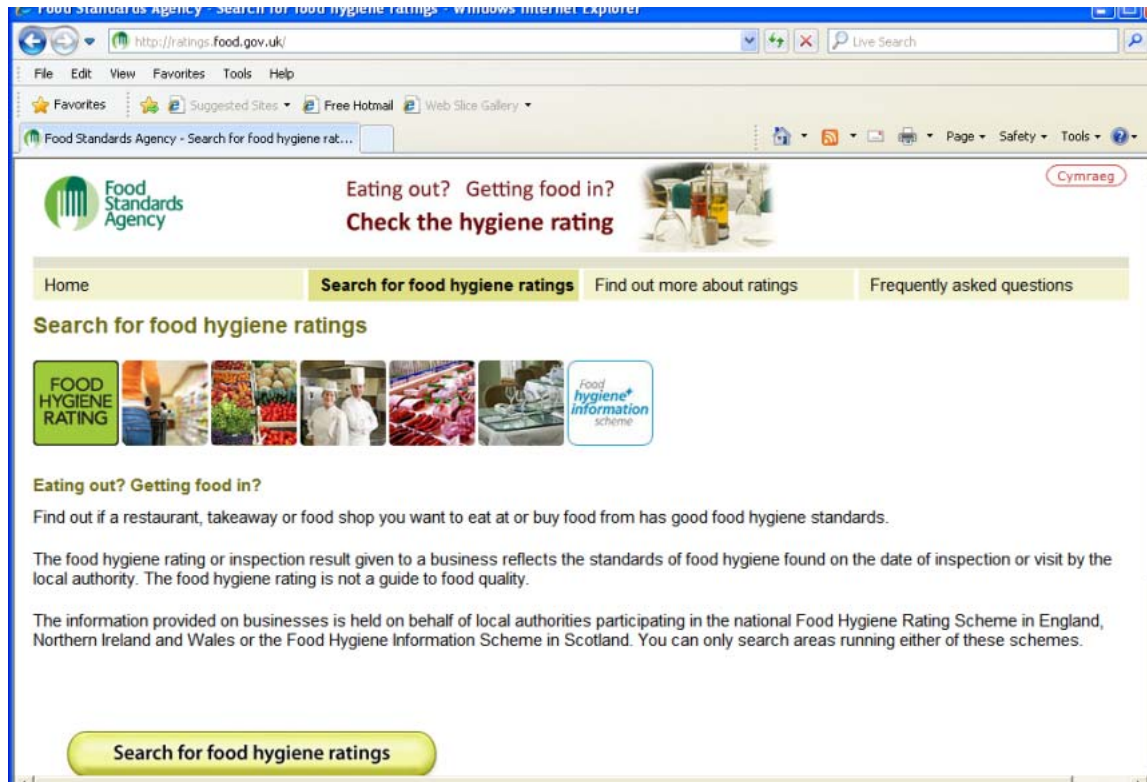 Food Standards Agency - Search for food hygiene ratings - Windows Internet Explorer
http://ratings.food.gov.uk/
Live Search
File Edit View Favorites Tools Help
Favorites Suggested Sites Free Hotmail Web Slice Gallery
Food Standards Agency - Search for food hygiene rat...
Page Safety Tools
Food
Standards
Agency
Eating out? Getting food in?
Check the hygiene rating
Cymraeg
Home Search for food hygiene ratings Find out more about ratings Frequently asked questions
Search for food hygiene ratings
FOOD
HYGIENE
RATING
Food
hygiene
information
scheme
Eating out? Getting food in?
Find out if a restaurant, takeaway or food shop you want to eat at or buy food from has good food hygiene standards.
The food hygiene rating or inspection result given to a business reflects the standards of food hygiene found on the date of inspection or visit by the
local authority. The food hygiene rating is not a guide to food quality.
The information provided on businesses is held on behalf of local authorities participating in the national Food Hygiene Rating Scheme in England,
Northern Ireland and Wales or the Food Hygiene Information Scheme in Scotland. You can only search areas running either of these schemes.
Search for food hygiene ratings